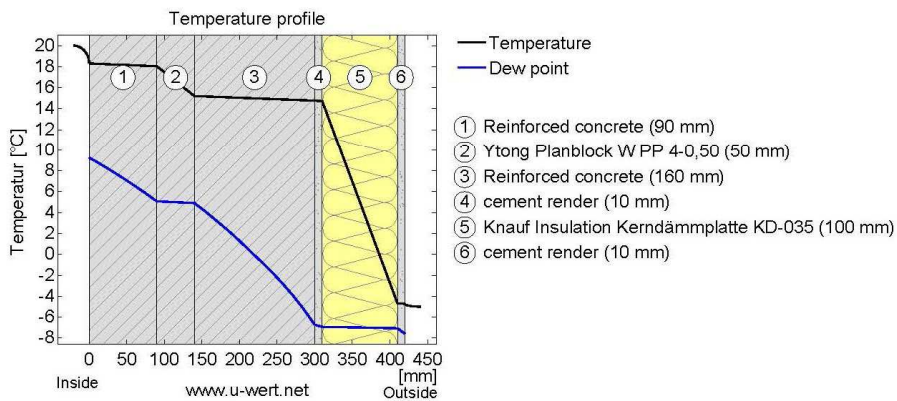 Temperature profile
Temperatur [°C]
20
18
16
14
12
10
8
6
4
2
0
-2
-4
-6
-8
1
2
3
4
5
6
0 50 100 150 200 250 300 350 400 450
[mm]
Inside
www.u-wert.net
Outside
Temperature
Dew point
1 Reinforced concrete (90 mm)
2 Ytong Planblock W PP 4-0,50 (50 mm)
3 Reinforced concrete (160 mm)
4 cement render (10 mm)
5 Knauf Insulation Kerndämmplatte KD-035 (100 mm)
6 cement render (10 mm)